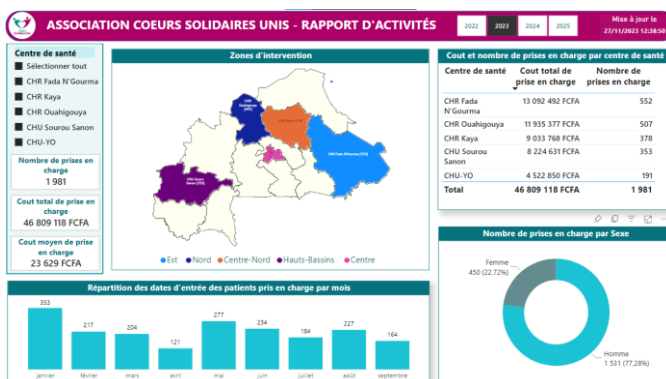 ASSOCIATION COEURS SOLIDAIRES UNIS - RAPPORT D'ACTIVITÉS
2022
2023
2024
2025
Mise à jour le
27/11/2023 12:38:50
Centre de santé
Sélectionner tout
CHR Fada N'Gourma
CHR Kaya
CHR Ouahigouya
CHU Sourou Sanon
CHU-YO
Nombre de prises en
charge
1 981
Cout total de prise en
charge
46 809 118 FCFA
Cout moyen de prise
en charge
23 629 FCFA
Zones d'intervention
Est
Nord
Centre-Nord
Hauts-Bassins
Centre
Cout et nombre de prises en charge par centre de santé
Centre de santé Cout total de prise en charge Nombre de prises en charge
CHR Fada N'Gourma 13 092 492 FCFA 552
CHR Ouahigouya 11 935 377 FCFA 507
CHR Kaya 9 033 768 FCFA 378
CHU Sourou Sanon 8 224 631 FCFA 353
CHU-YO 4 522 850 FCFA 191
Total 46 809 118 FCFA 1 981
Répartition des dates d'entrée des patients pris en charge par mois
353
217
204
121
277
234
184
227
164
janvier
février
mars
avril
mai
juin
juillet
août
septembre
Nombre de prises en charge par Sexe
Femme
450 (22,72%)
Homme
1 531 (77,28%)